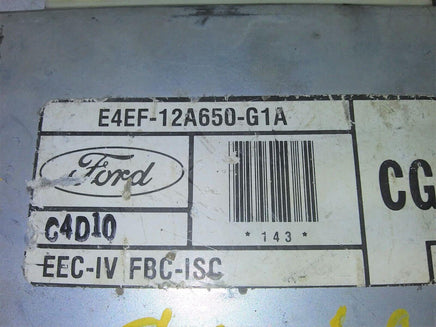 E4EF-12A650-G1A
Ford
CG
C4D10
* 143 *
EEC-IV FBC-ISC